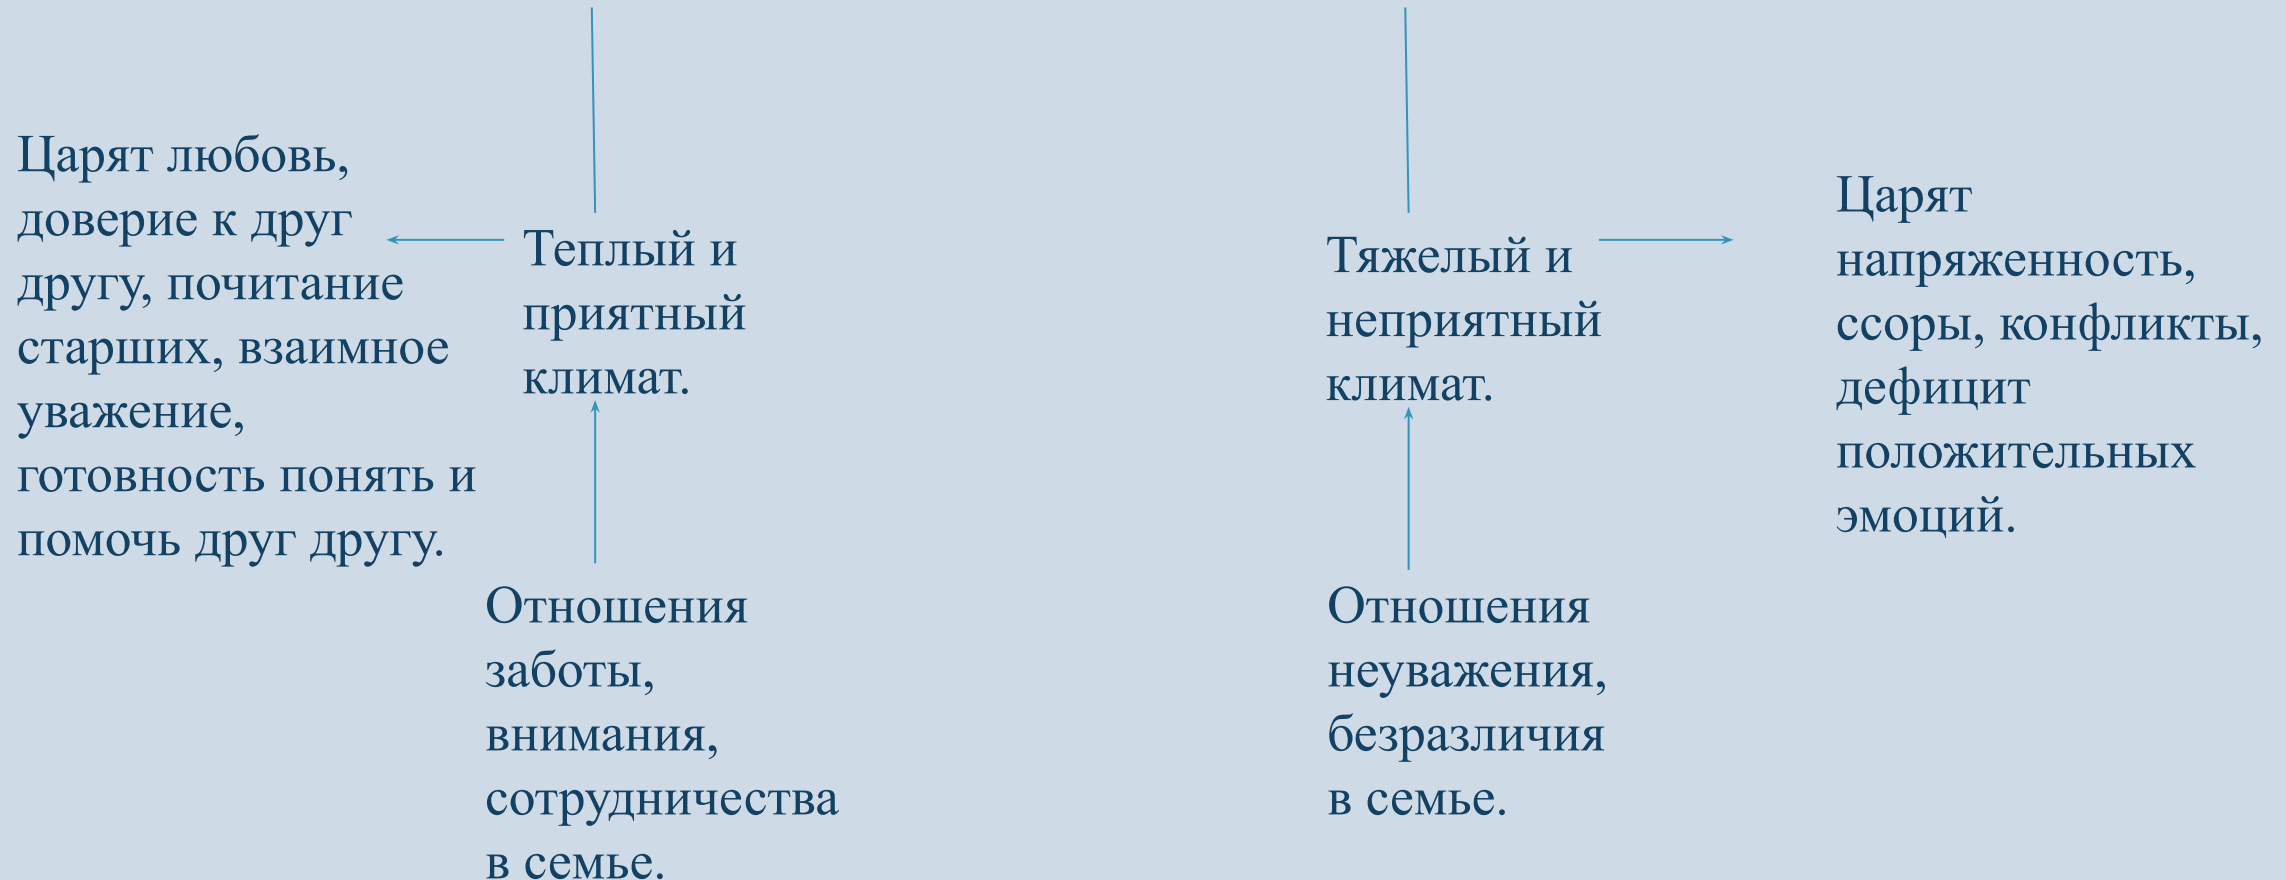 Царят любовь,
доверие к друг
другу, почитание
старших, взаимное
уважение,
готовность понять и
помочь друг другу.
Теплый и
приятный
климат.
Отношения
заботы,
внимания,
сотрудничества
в семье.
Тяжелый и
неприятный
климат.
Отношения
неуважения,
безразличия
в семье.
Царят
напряженность,
ссоры, конфликты,
дефицит
положительных
эмоций.